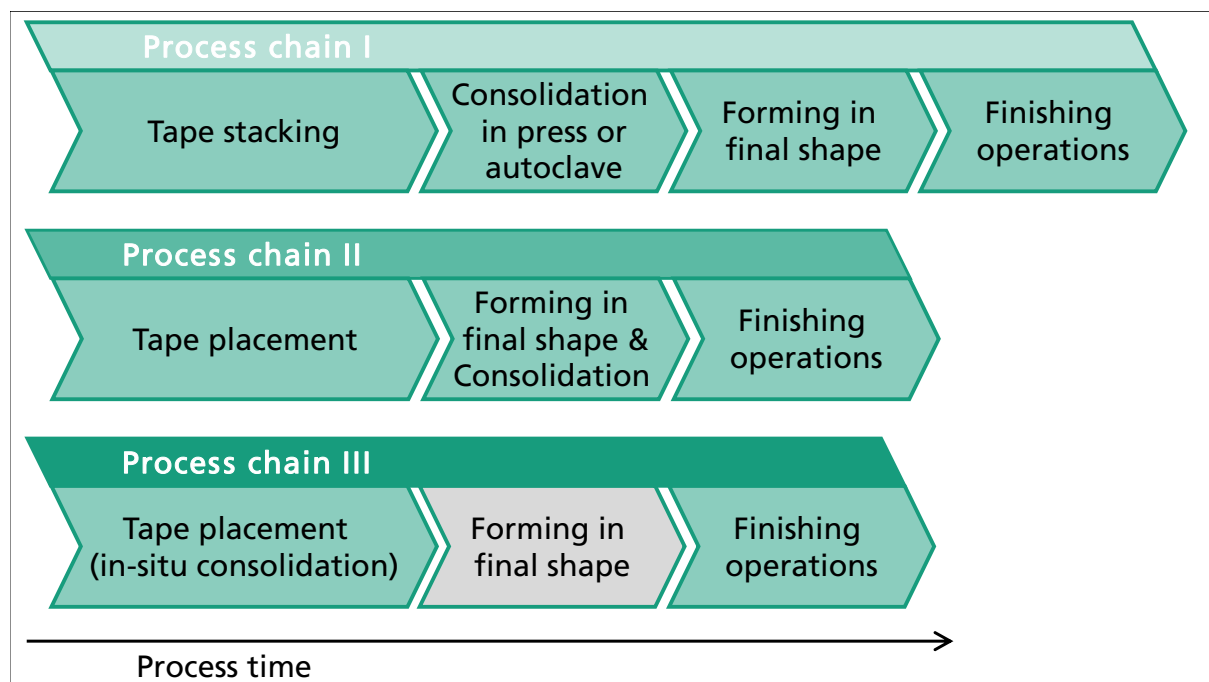 Process chain I
Tape stacking
Consolidation
in press or
autoclave
Forming in
final shape
Finishing
operations
Process chain II
Tape placement
Forming in
final shape &
Consolidation
Finishing
operations
Process chain III
Tape placement
(in-situ consolidation)
Forming in
final shape
Finishing
operations
Process time